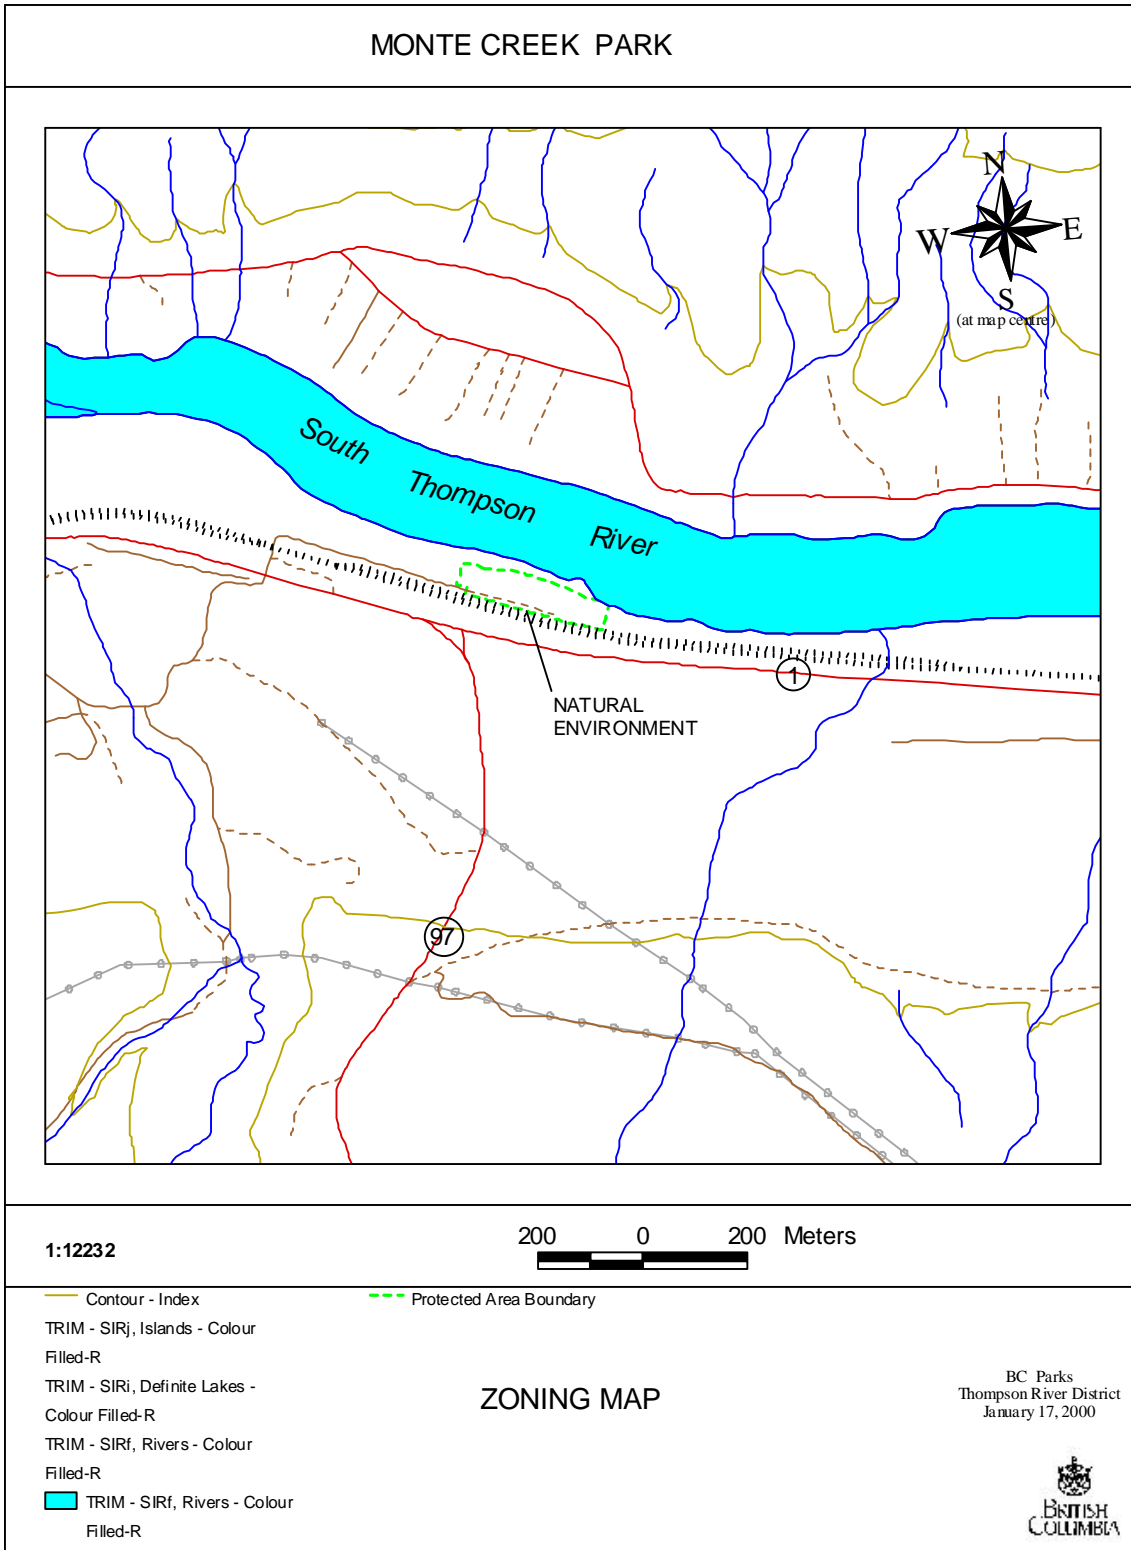 MONTE CREEK PARK
N
W
E
S
(at map centre)
South Thompson River
1
NATURAL
ENVIRONMENT
97
1:12232
200 0 200 Meters
Contour - Index
Protected Area Boundary
TRIM - SIRj, Islands - Colour
Filled-R
TRIM - SIRi, Definite Lakes -
Colour Filled-R
TRIM - SIRf, Rivers - Colour
Filled-R
TRIM - SIRf, Rivers - Colour
Filled-R
ZONING MAP
BC Parks
Thompson River District
January 17, 2000
BRITISH
COLUMBIA